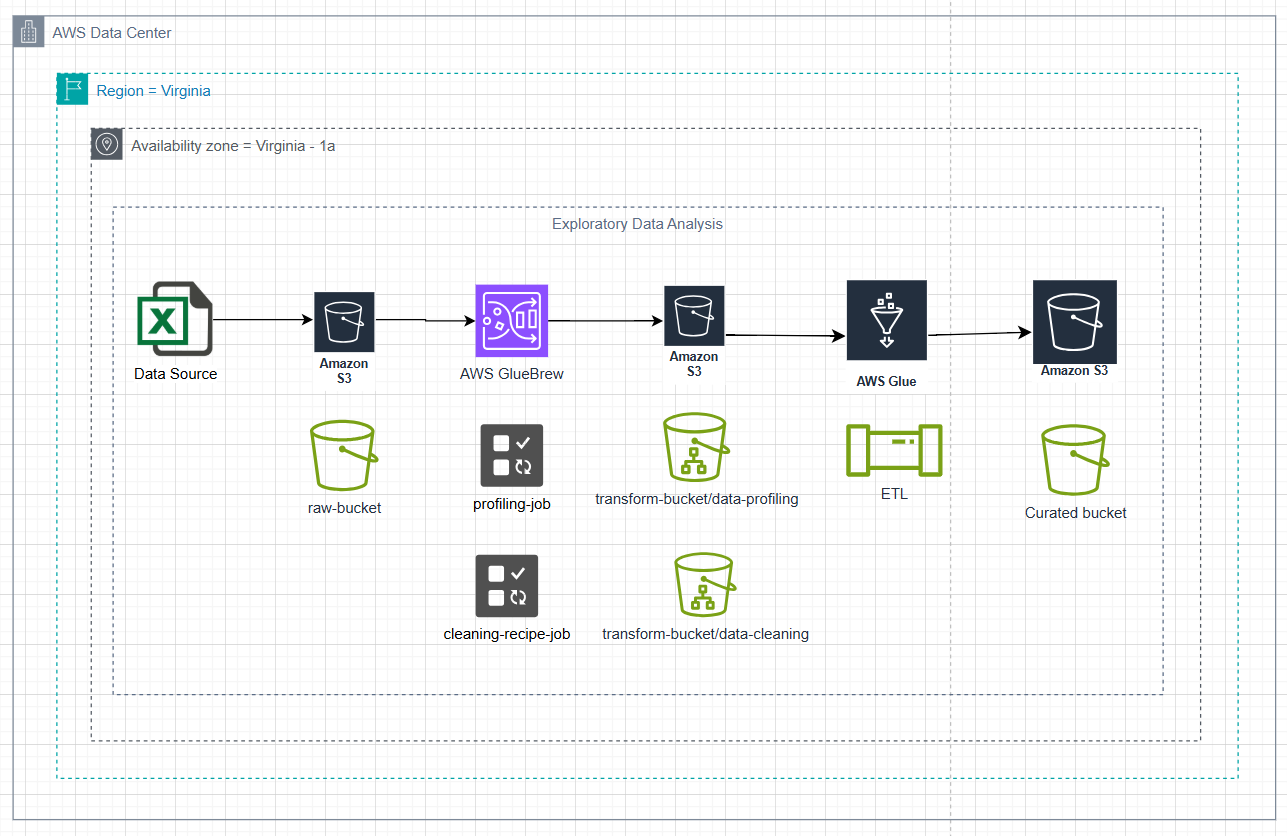 AWS Data Center
Region = Virginia
Availability zone = Virginia - 1a
Exploratory Data Analysis
Data Source
Amazon
S3
AWS GlueBrew
Amazon
S3
AWS Glue
Amazon S3
raw-bucket
profiling-job
transform-bucket/data-profiling
ETL
Curated bucket
cleaning-recipe-job
transform-bucket/data-cleaning